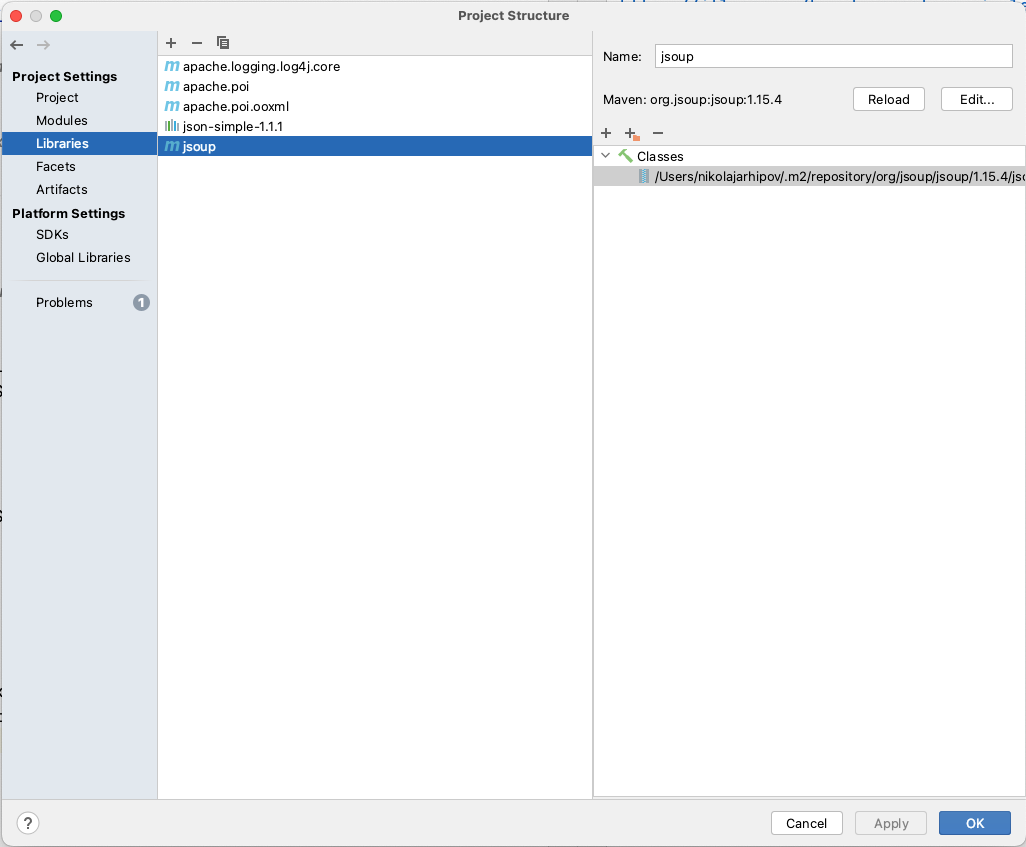 Project Structure
Project Settings
Project
Modules
Libraries
Facets
Artifacts
Platform Settings
SDKs
Global Libraries
Problems 1
apache.logging.log4j.core
apache.poi
apache.poi.ooxml
json-simple-1.1.1
jsoup
Name: jsoup
Maven: org.jsoup:jsoup:1.15.4 Reload Edit...
Classes
/Users/nikolajarhipov/.m2/repository/org/jsoup/jsoup/1.15.4/jso
? Cancel Apply OK